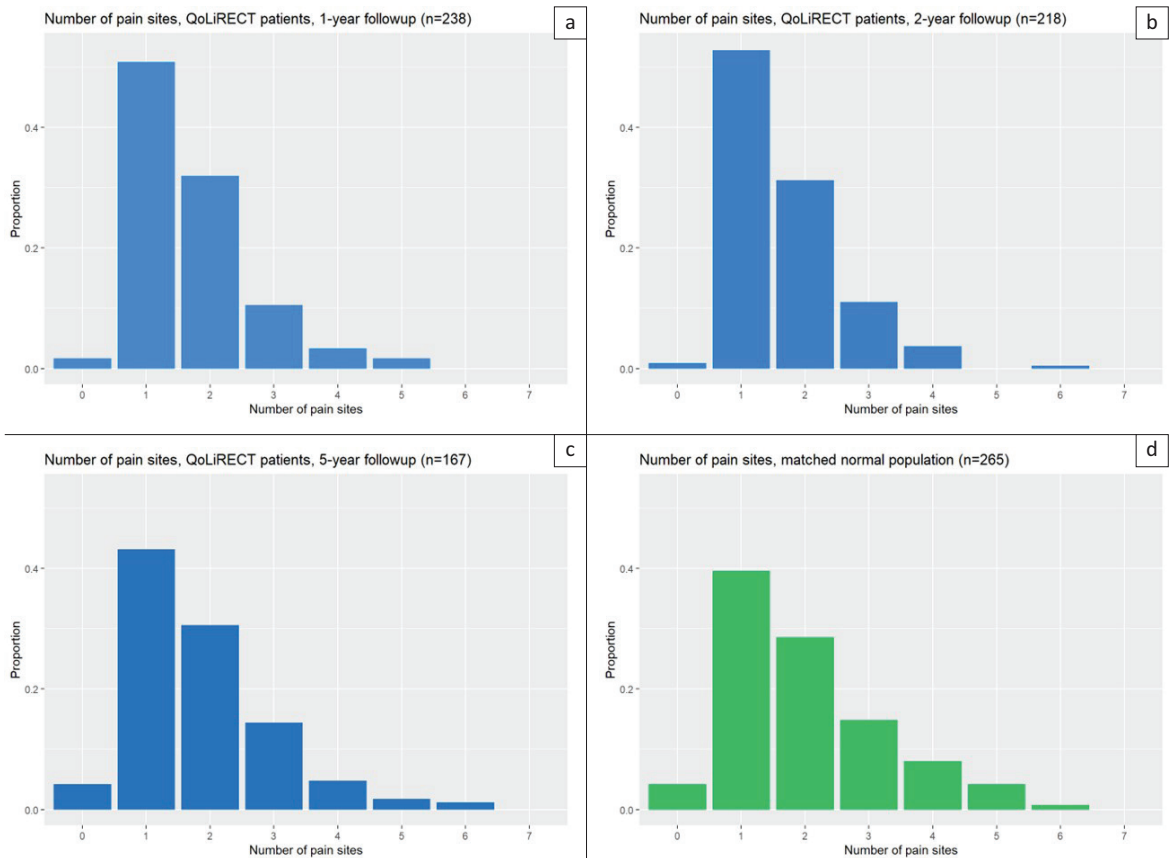 Number of pain sites, QoLiRECT patients, 1-year followup (n=238)
a
Proportion
0.4
0.2
0.0
0 1 2 3 4 5 6 7
Number of pain sites
Number of pain sites, QoLiRECT patients, 2-year followup (n=218)
b
Proportion
0.4
0.2
0.0
0 1 2 3 4 5 6 7
Number of pain sites
Number of pain sites, QoLiRECT patients, 5-year followup (n=167)
c
Proportion
0.4
0.2
0.0
0 1 2 3 4 5 6 7
Number of pain sites
Number of pain sites, matched normal population (n=265)
d
Proportion
0.4
0.2
0.0
0 1 2 3 4 5 6 7
Number of pain sites